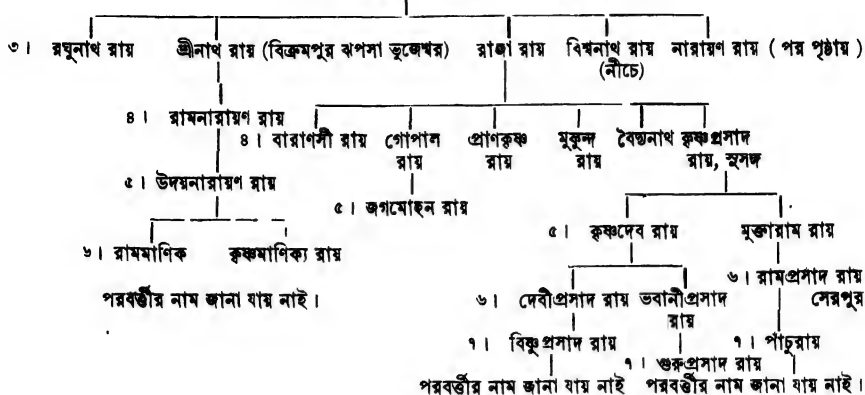 ৩। রঘুনাথ রায় শ্রীনাথ রায় (বিক্রমপুর ঝপসা ভূজেশ্বর) রাজা রায় বিশ্বনাথ রায় নারায়ণ রায় ( পর পৃষ্ঠায় )
(নীচে)
৪। রামনারায়ণ রায়
৪। বারাণসী রায় গোপাল প্রাণকৃষ্ণ মুকুন্দ বৈদ্যনাথ কৃষ্ণপ্রসাদ
রায় রায় রায় রায়, সুসঙ্গ
৫। উদয়নারায়ণ রায়
৫। জগমোহন রায়
৫। কৃষ্ণদেব রায় মুক্তারাম রায়
৬। রামমাণিক কৃষ্ণমাণিক্য রায়
৬। রামপ্রসাদ রায়
পরবর্ত্তীর নাম জানা যায় নাই।
৬। দেবীপ্রসাদ রায় ভবানীপ্রসাদ সেরপুর
রায়
৭। বিষ্ণুপ্রসাদ রায় ৭। পাঁচুরায়
৭। গুরুপ্রসাদ রায়
পরবর্ত্তীর নাম জানা যায় নাই পরবর্ত্তীর নাম জানা যায় নাই।